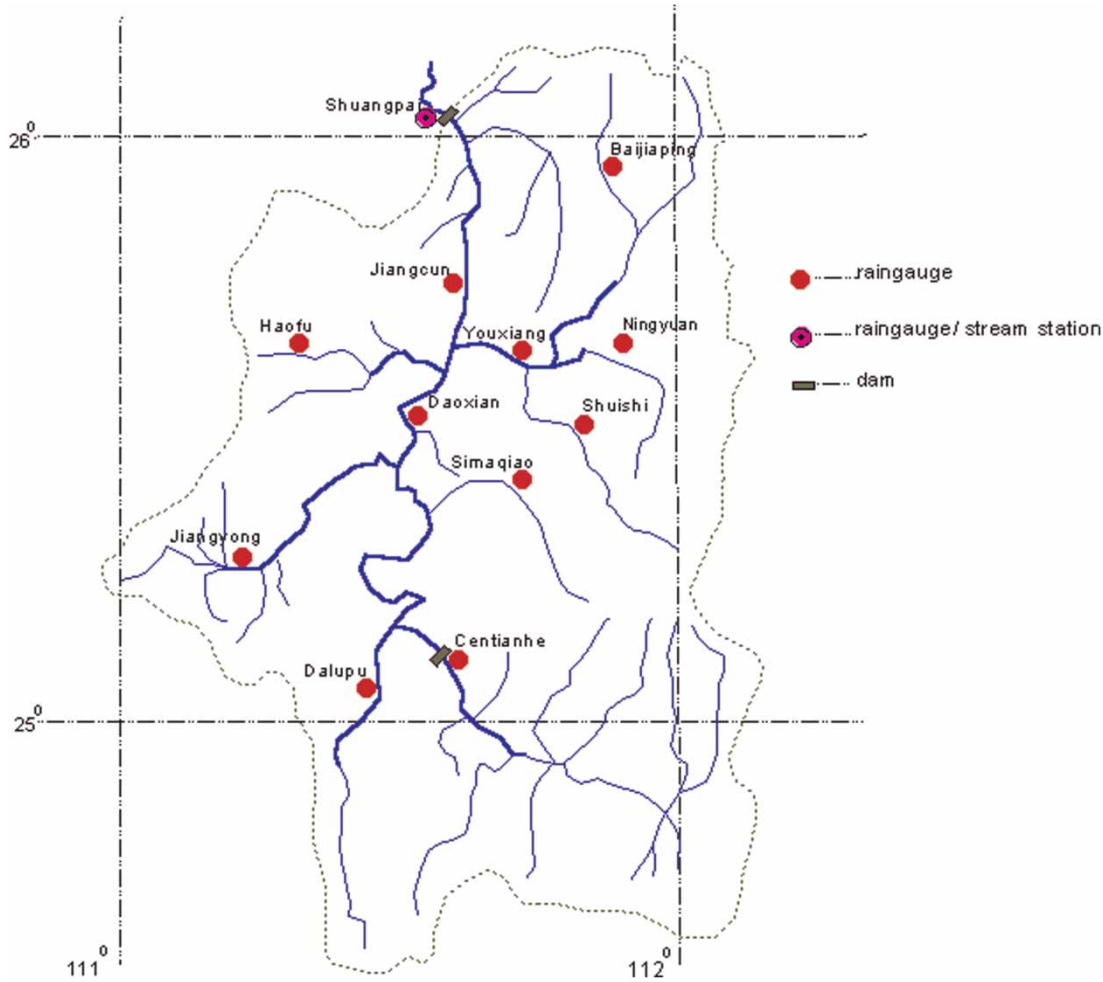 Shuangpai
26⁰
Baijiaping
Jiangcun
raingauge
Haofu
Youxiang
Ningyuan
raingauge/ stream station
dam
Daoxian
Shuishi
Simaqiao
Jiangyong
Centianhe
Dalupu
25⁰
111⁰
112⁰